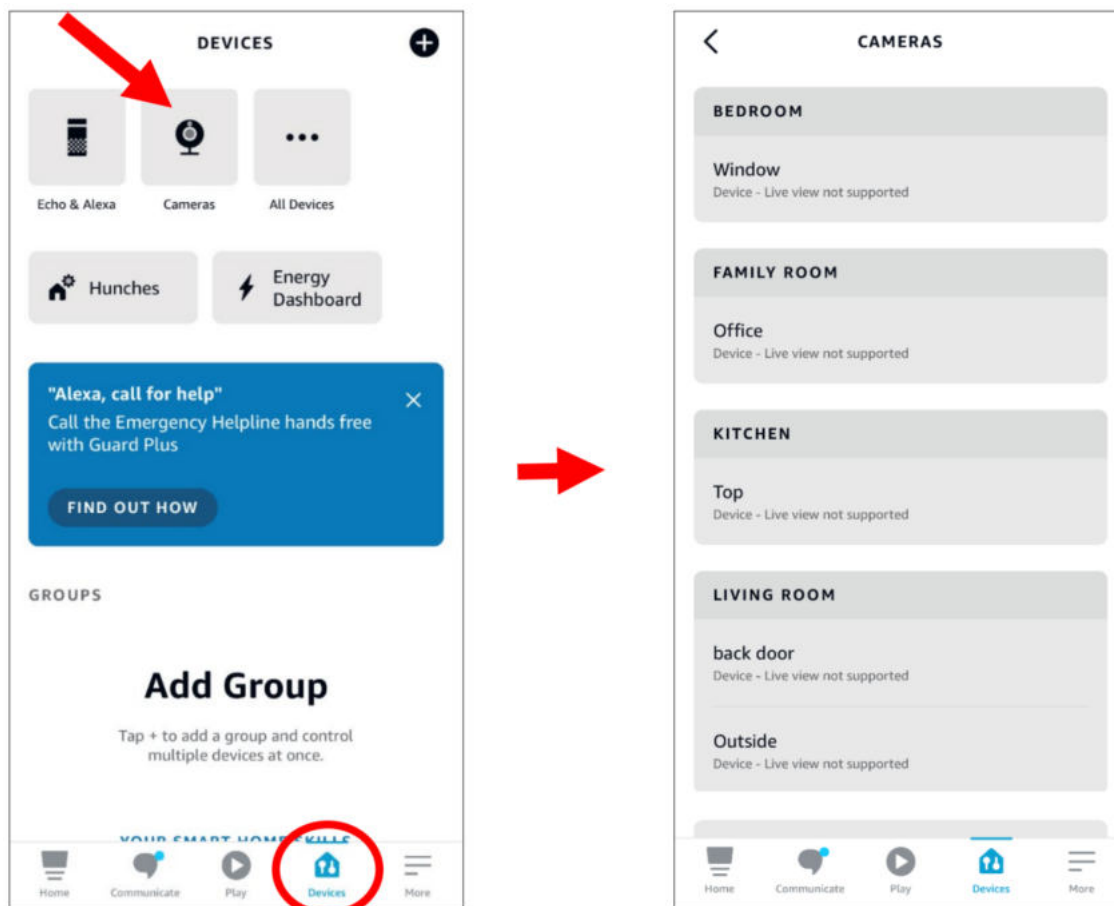 DEVICES
Echo & Alexa
Cameras
All Devices
Hunches
Energy
Dashboard
"Alexa, call for help"
Call the Emergency Helpline hands free
with Guard Plus
FIND OUT HOW
GROUPS
Add Group
Tap + to add a group and control
multiple devices at once.
YOUR SMART HOME SKILLS
Home
Communicate
Play
Devices
More
CAMERAS
BEDROOM
Window
Device - Live view not supported
FAMILY ROOM
Office
Device - Live view not supported
KITCHEN
Top
Device - Live view not supported
LIVING ROOM
back door
Device - Live view not supported
Outside
Device - Live view not supported
Home
Communicate
Play
Devices
More